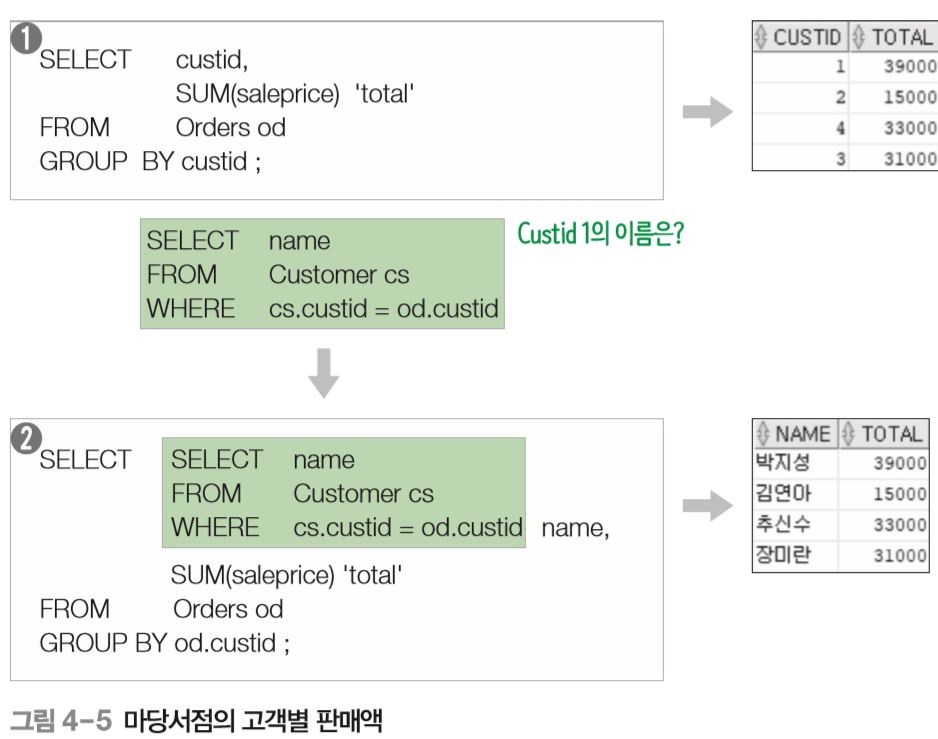 1
SELECT custid,
SUM(saleprice) 'total'
FROM Orders od
GROUP BY custid ;
CUSTID TOTAL
1 39000
2 15000
4 33000
3 31000
SELECT name
FROM Customer cs
WHERE cs.custid = od.custid
Custid 1의 이름은?
2
SELECT SELECT name
FROM Customer cs
WHERE cs.custid = od.custid name,
SUM(saleprice) 'total'
FROM Orders od
GROUP BY od.custid ;
NAME TOTAL
박지성 39000
김연아 15000
추신수 33000
장미란 31000
그림 4-5 마당서점의 고객별 판매액